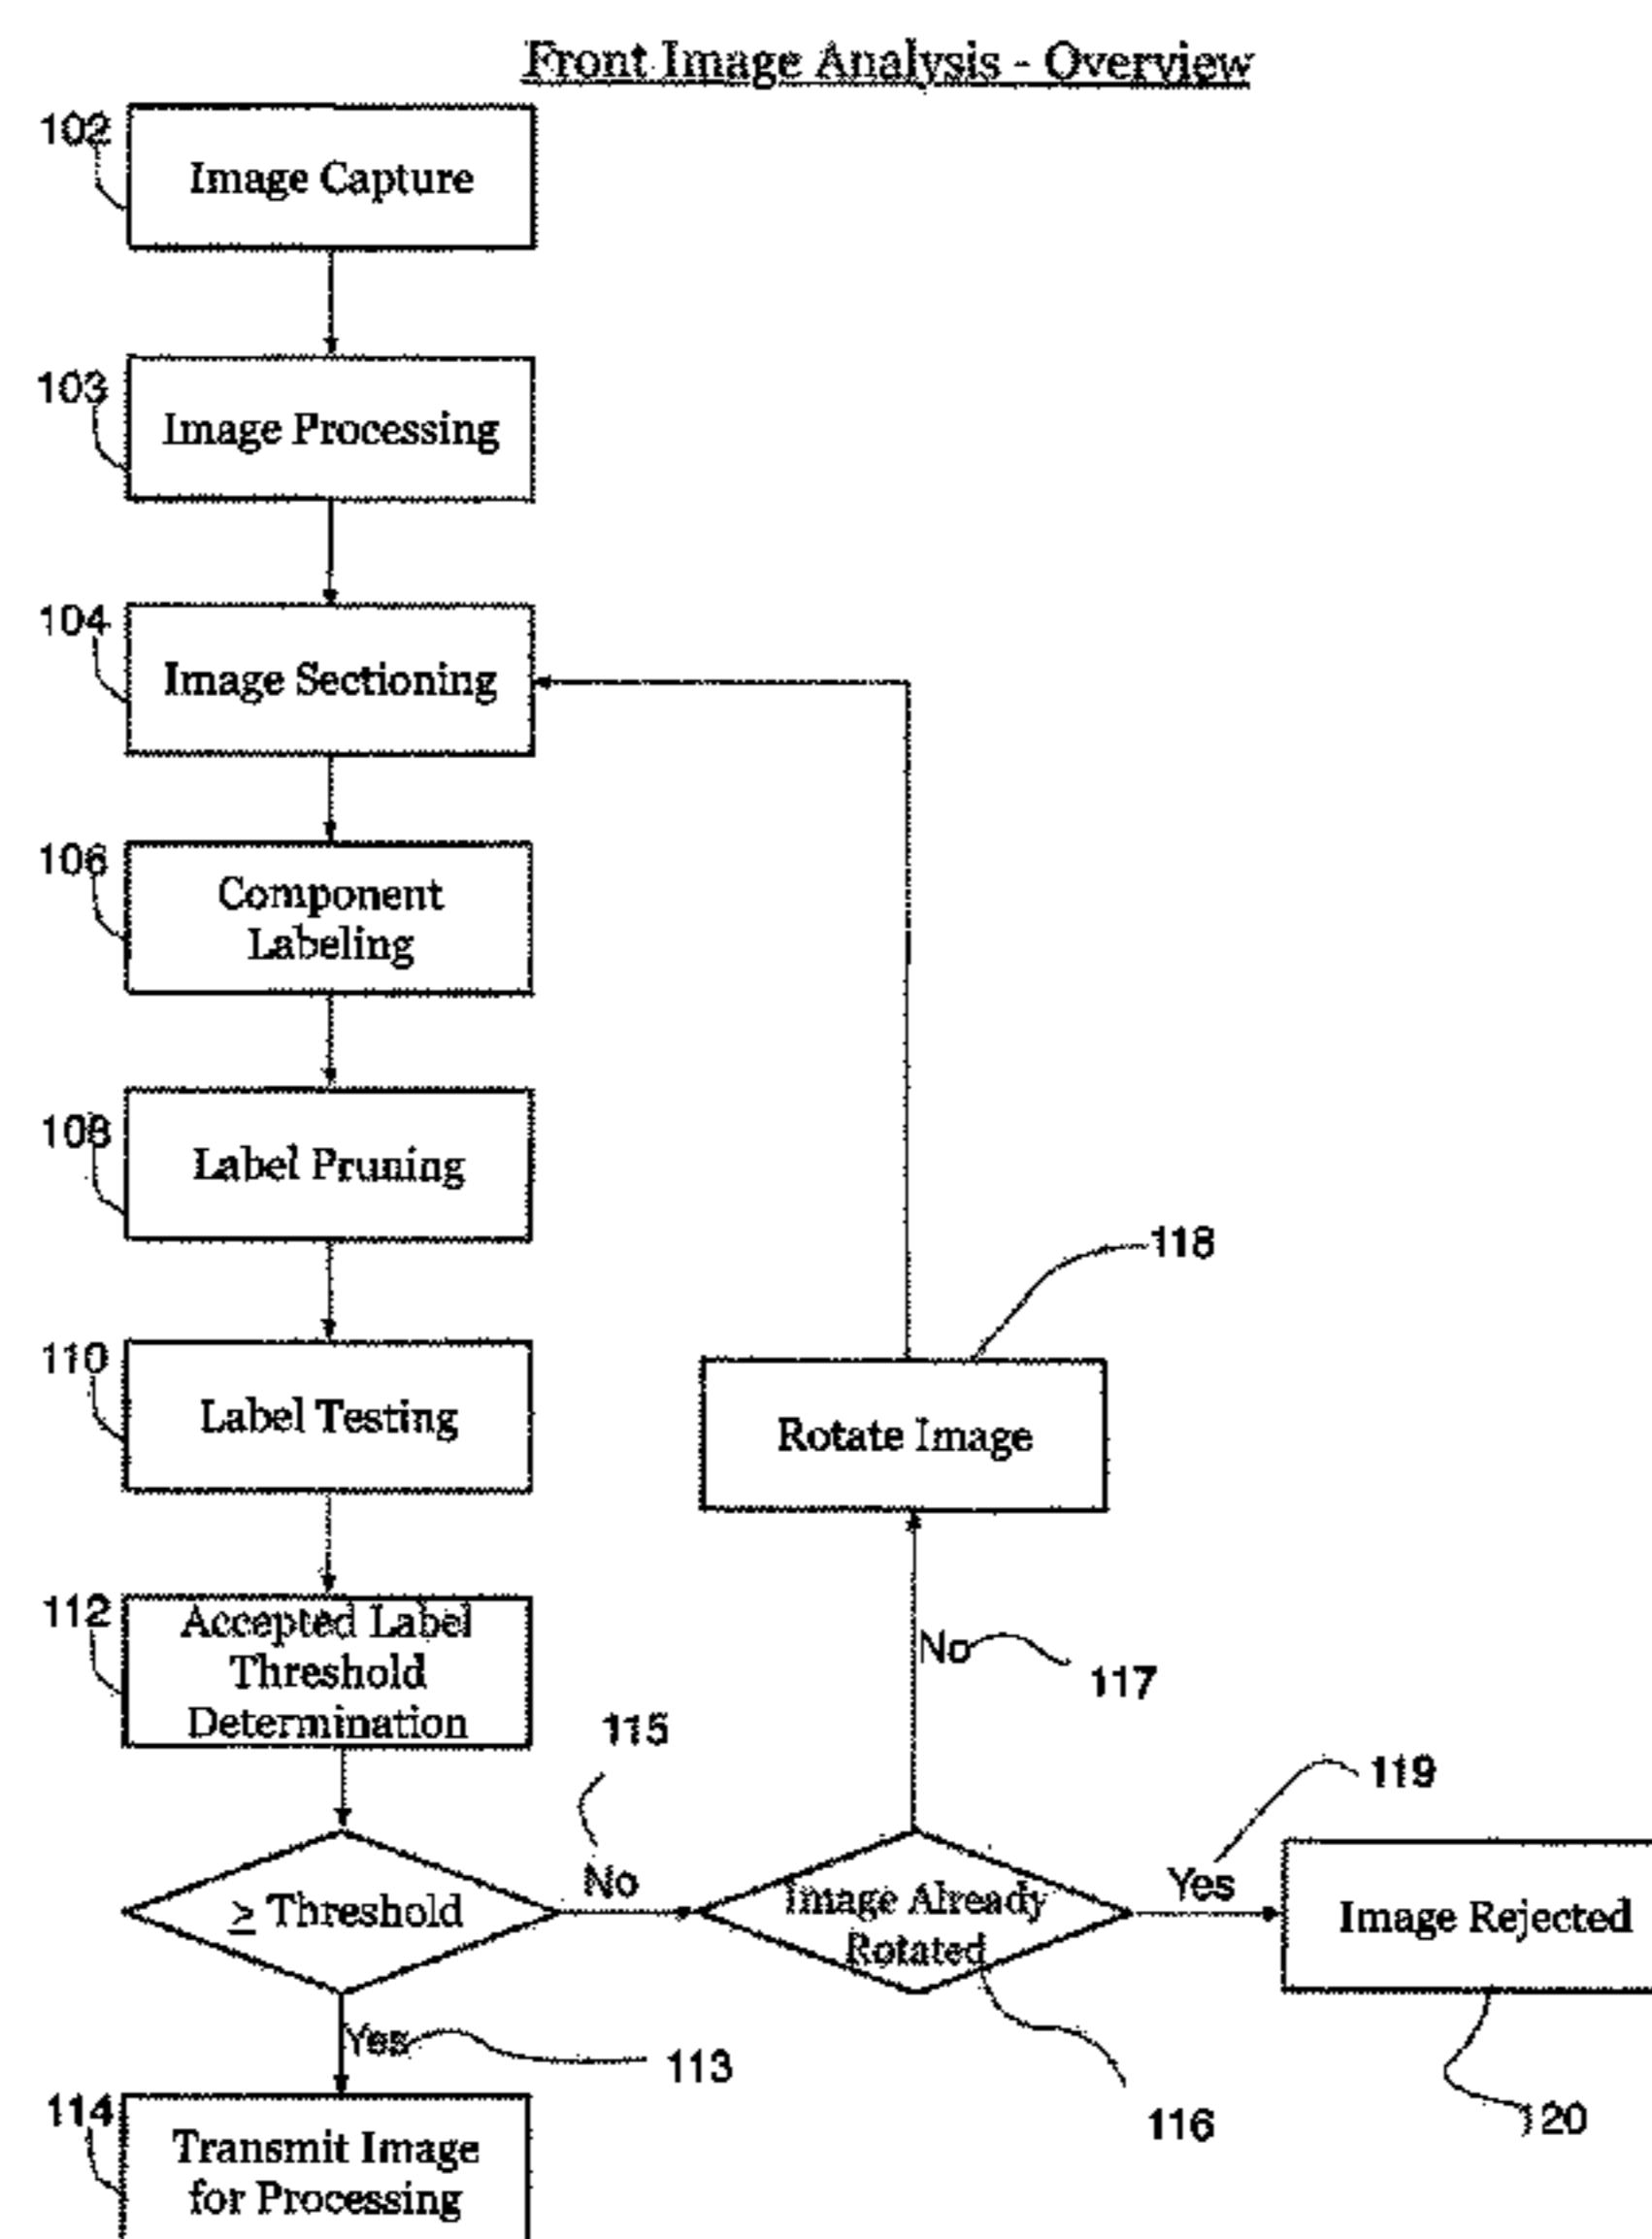 Front Image Analysis - Overview
102
Image Capture
103
Image Processing
104
Image Sectioning
106
Component
Labeling
108
Label Pruning
118
110
Label Testing
Rotate Image
112
Accepted Label
Threshold
Determination
No
117
115
119
≥ Threshold
No
Image Already
Rotated
Yes
Image Rejected
Yes
113
116
120
114
Transmit Image
for Processing